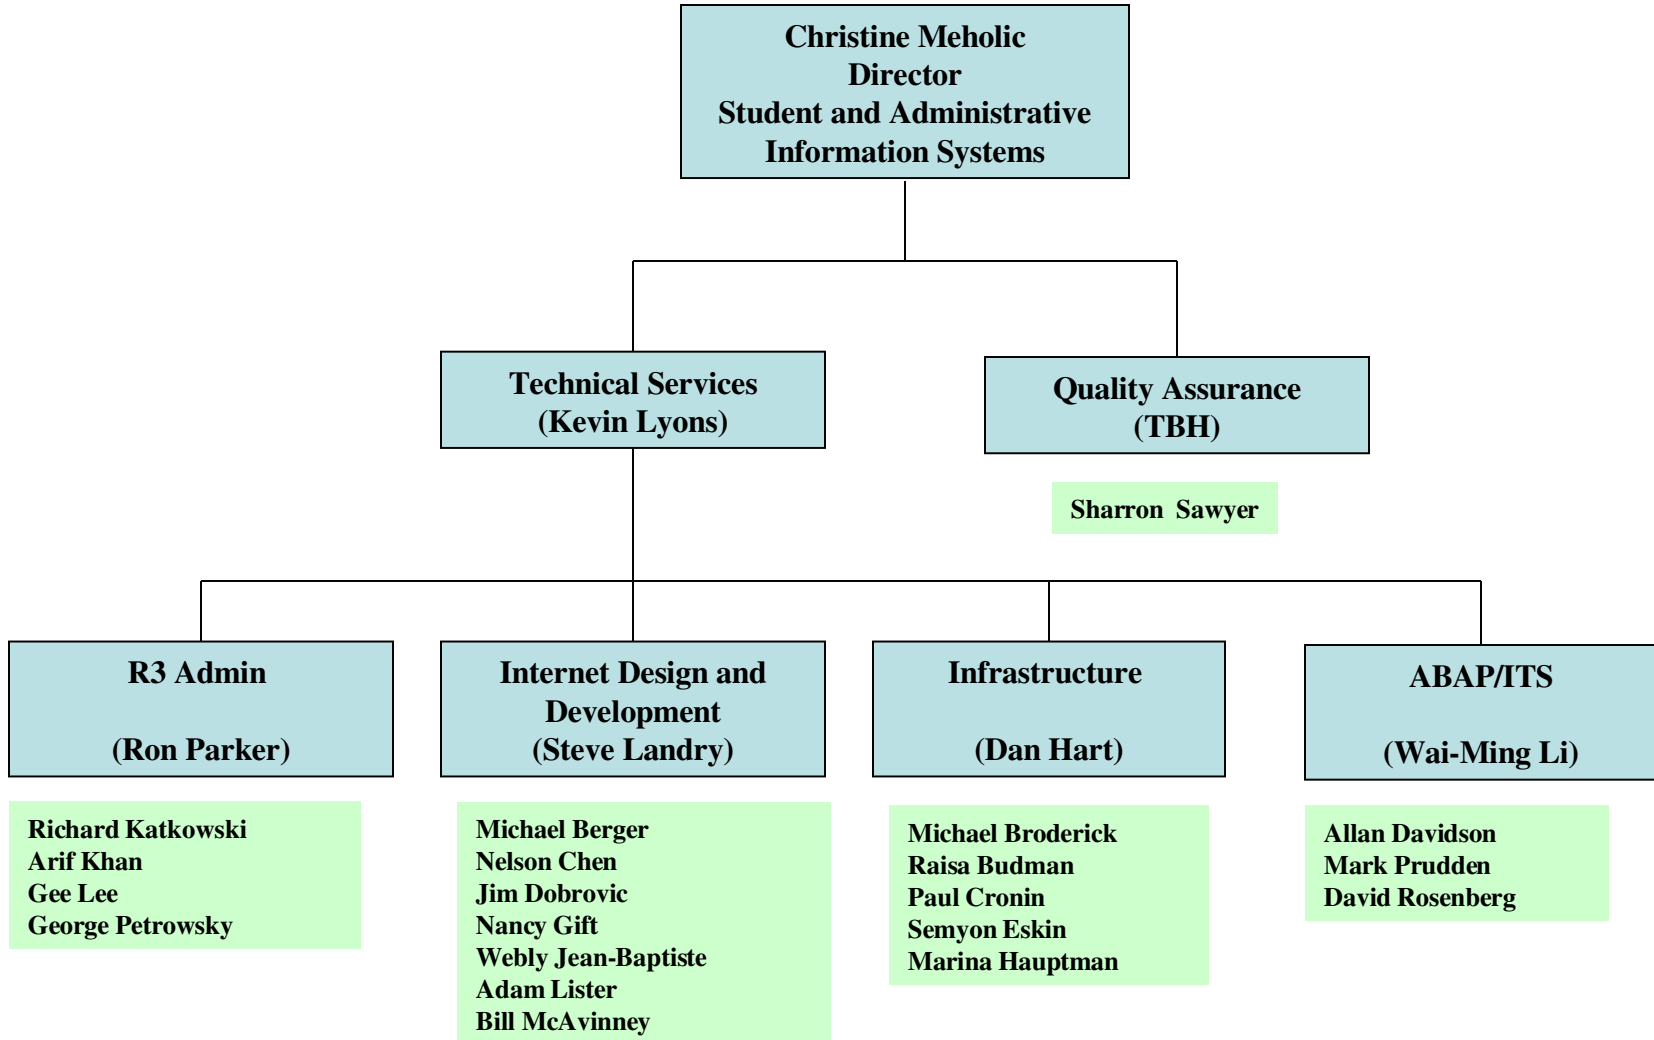 Christine Meholic
Director
Student and Administrative
Information Systems
Technical Services
(Kevin Lyons)
Quality Assurance
(TBH)
Sharron Sawyer
R3 Admin
(Ron Parker)
Internet Design and
Development
(Steve Landry)
Infrastructure
(Dan Hart)
ABAP/ITS
(Wai-Ming Li)
Richard Katkowski
Arif Khan
Gee Lee
George Petrowsky
Michael Berger
Nelson Chen
Jim Dobrovic
Nancy Gift
Webly Jean-Baptiste
Adam Lister
Bill McAvinney
Michael Broderick
Raisa Budman
Paul Cronin
Semyon Eskin
Marina Hauptman
Allan Davidson
Mark Prudden
David Rosenberg